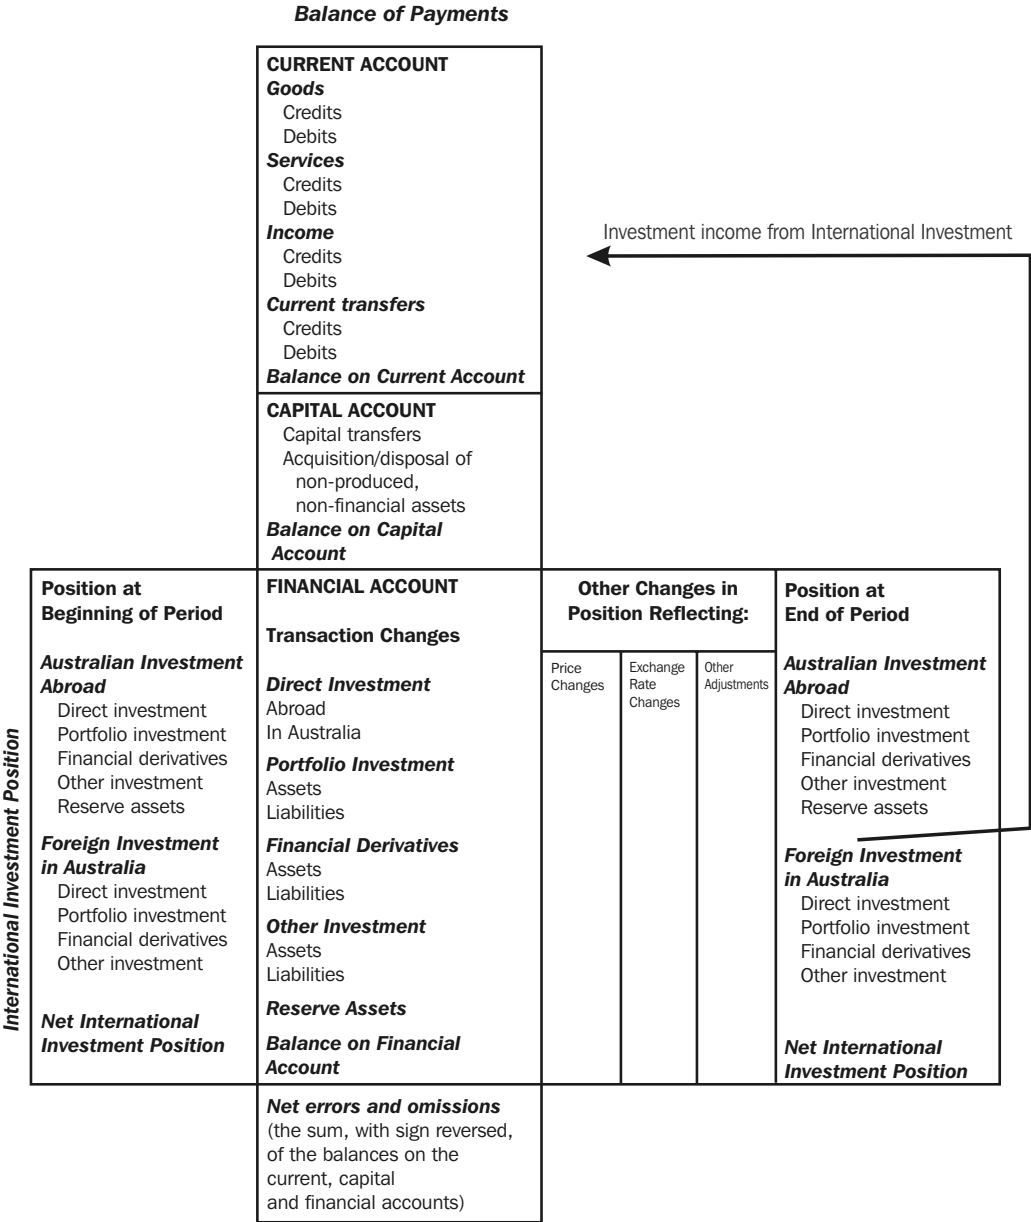 Balance of Payments
CURRENT ACCOUNT
Goods
Credits
Debits
Services
Credits
Debits
Income
Credits
Debits
Current transfers
Credits
Debits
Balance on Current Account
Investment income from International Investment
CAPITAL ACCOUNT
Capital transfers
Acquisition/disposal of
non-produced,
non-financial assets
Balance on Capital
Account
International Investment Position
Position at
Beginning of Period
Australian Investment
Abroad
Direct investment
Portfolio investment
Financial derivatives
Other investment
Reserve assets
Foreign Investment
in Australia
Direct investment
Portfolio investment
Financial derivatives
Other investment
Net International
Investment Position
FINANCIAL ACCOUNT
Transaction Changes
Direct Investment
Abroad
In Australia
Portfolio Investment
Assets
Liabilities
Financial Derivatives
Assets
Liabilities
Other Investment
Assets
Liabilities
Reserve Assets
Balance on Financial
Account
Other Changes in
Position Reflecting:
Price
Changes
Exchange
Rate
Changes
Other
Adjustments
Position at
End of Period
Australian Investment
Abroad
Direct investment
Portfolio investment
Financial derivatives
Other investment
Reserve assets
Foreign Investment
in Australia
Direct investment
Portfolio investment
Financial derivatives
Other investment
Net International
Investment Position
Net errors and omissions
(the sum, with sign reversed,
of the balances on the
current, capital
and financial accounts)